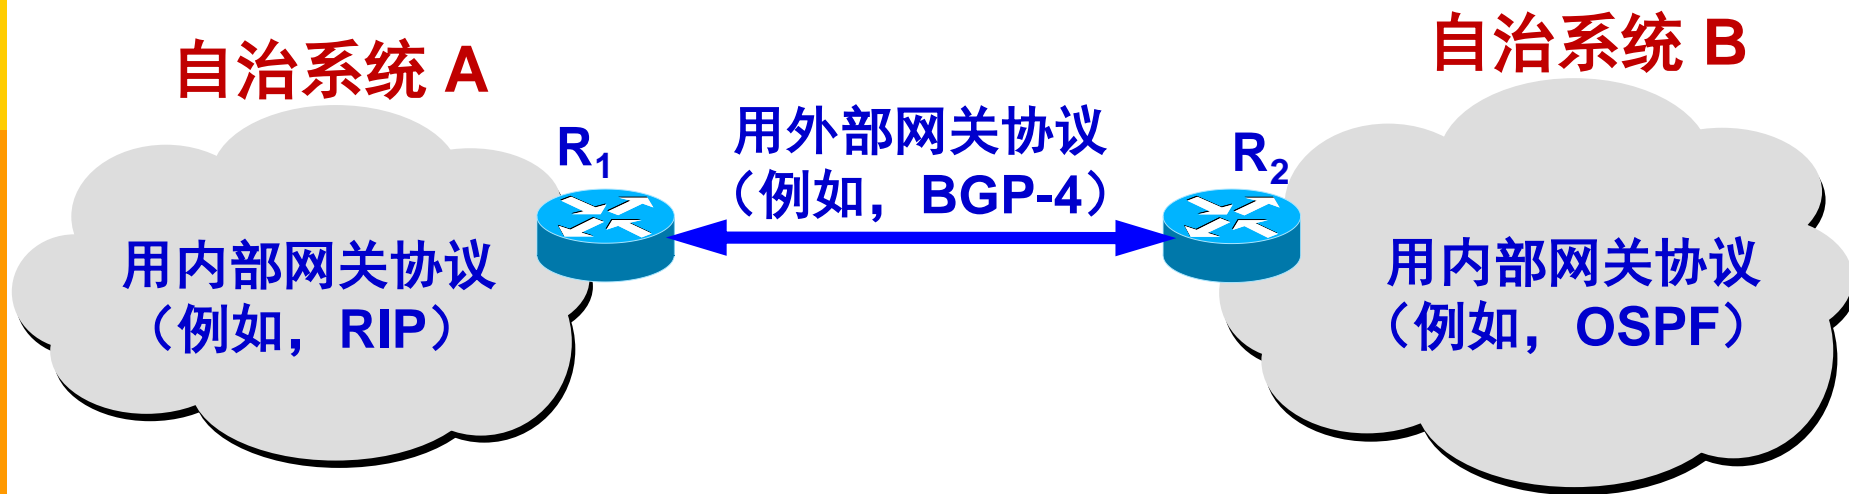 自治系统 A
用内部网关协议
（例如，RIP）
R1
用外部网关协议
（例如，BGP-4）
R2
自治系统 B
用内部网关协议
（例如，OSPF）